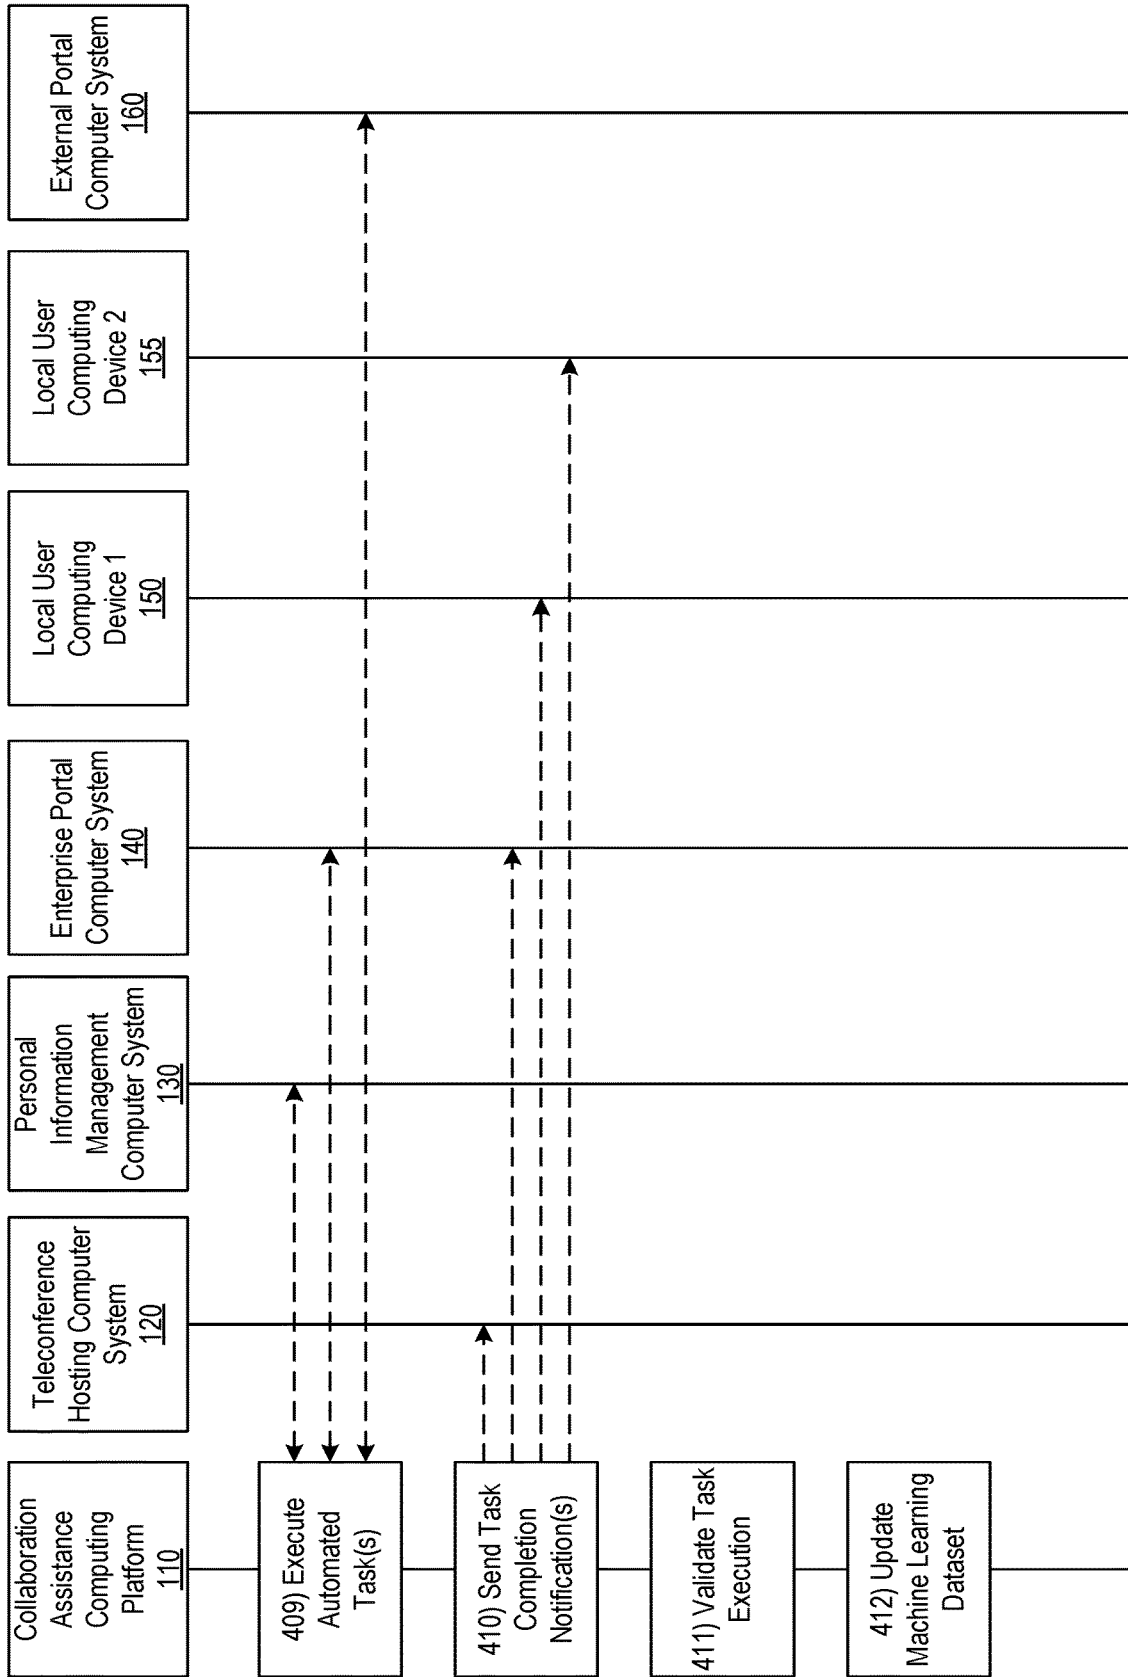 Collaboration
Assistance
Computing
Platform
110
Teleconference
Hosting Computer
System
120
Personal
Information
Management
Computer System
130
Enterprise Portal
Computer System
140
Local User
Computing
Device 1
150
Local User
Computing
Device 2
155
External Portal
Computer System
160
409) Execute
Automated
Task(s)
410) Send Task
Completion
Notification(s)
411) Validate Task
Execution
412) Update
Machine Learning
Dataset